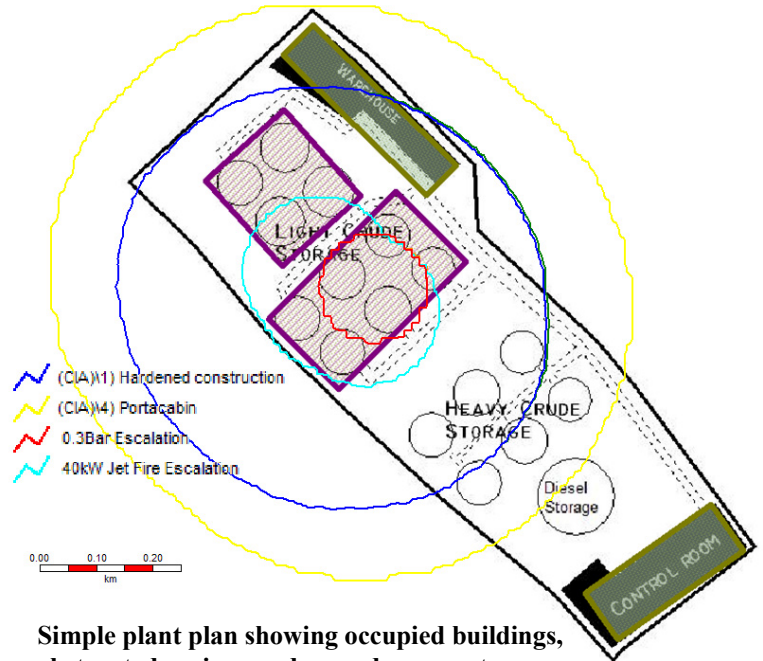 WAREHOUSE
LIGHT CRUDE
STORAGE
(CIA)\1) Hardened construction
(CIA)\4) Portacabin
0.3Bar Escalation
40kW Jet Fire Escalation
HEAVY CRUDE
STORAGE
Diesel
Storage
CONTROL ROOM
0.00 0.10 0.20
km
Simple plant plan showing occupied buildings,